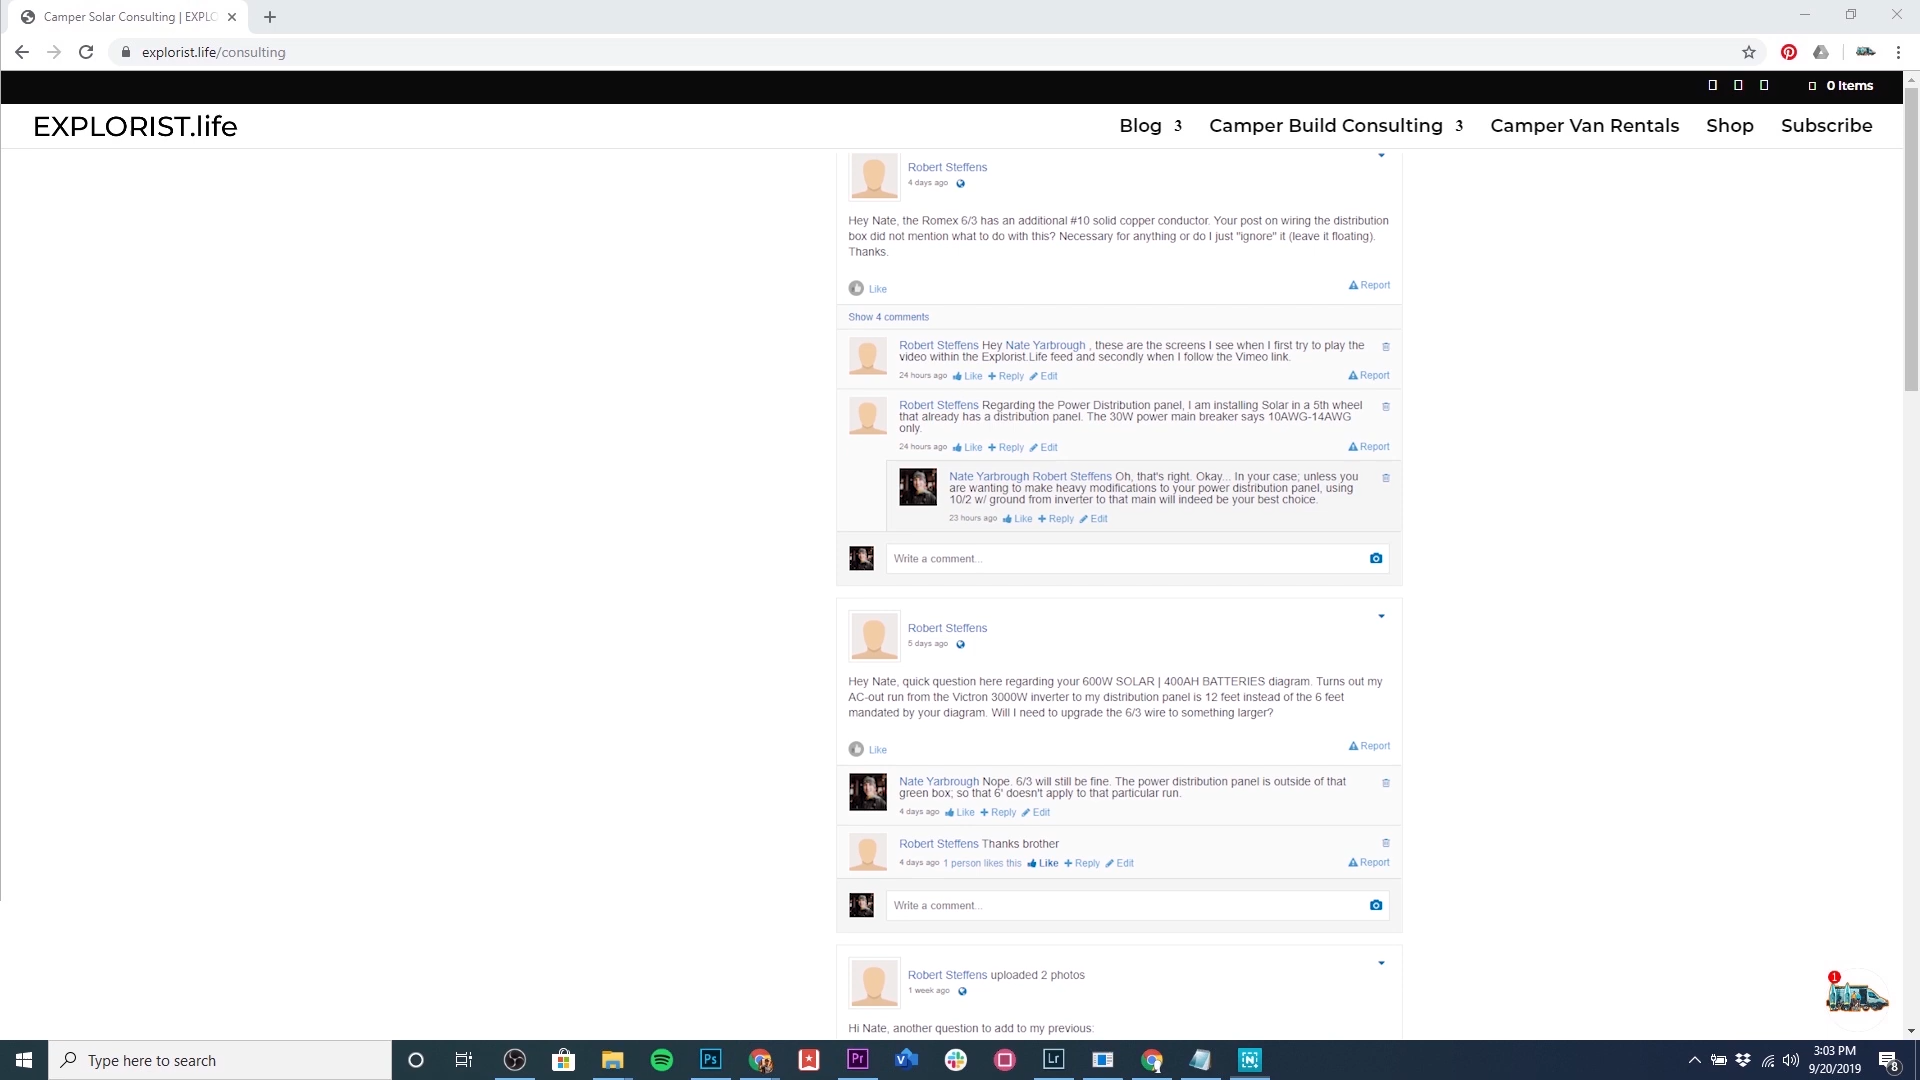 Camper Solar Consulting | EXPLO
explorist.life/consulting
0 Items
EXPLORIST.life
Blog 3 Camper Build Consulting 3 Camper Van Rentals Shop Subscribe
Robert Steffens
4 days ago
Hey Nate, the Romex 6/3 has an additional #10 solid copper conductor. Your post on wiring the distribution
box did not mention what to do with this? Necessary for anything or do I just "ignore" it (leave it floating).
Thanks.
Like Report
Show 4 comments
Robert Steffens Hey Nate Yarbrough , these are the screens I see when I first try to play the
video within the Explorist.Life feed and secondly when I follow the Vimeo link.
24 hours ago Like Reply Edit Report
Robert Steffens Regarding the Power Distribution panel, I am installing Solar in a 5th wheel
that already has a distribution panel. The 30W power main breaker says 10AWG-14AWG
only.
24 hours ago Like Reply Edit Report
Nate Yarbrough Robert Steffens Oh, that's right. Okay... In your case; unless you
are wanting to make heavy modifications to your power distribution panel, using
10/2 w/ ground from inverter to that main will indeed be your best choice.
23 hours ago Like Reply Edit
Write a comment...
Robert Steffens
5 days ago
Hey Nate, quick question here regarding your 600W SOLAR | 400AH BATTERIES diagram. Turns out my
AC-out run from the Victron 3000W inverter to my distribution panel is 12 feet instead of the 6 feet
mandated by your diagram. Will I need to upgrade the 6/3 wire to something larger?
Like Report
Nate Yarbrough Nope. 6/3 will still be fine. The power distribution panel is outside of that
green box; so that 6' doesn't apply to that particular run.
4 days ago Like Reply Edit
Robert Steffens Thanks brother
4 days ago 1 person likes this Like Reply Edit Report
Write a comment...
Robert Steffens uploaded 2 photos
1 week ago
1
Hi Nate, another question to add to my previous:
Type here to search
Ps
Pr
Lr
N
3:03 PM
9/20/2019
8